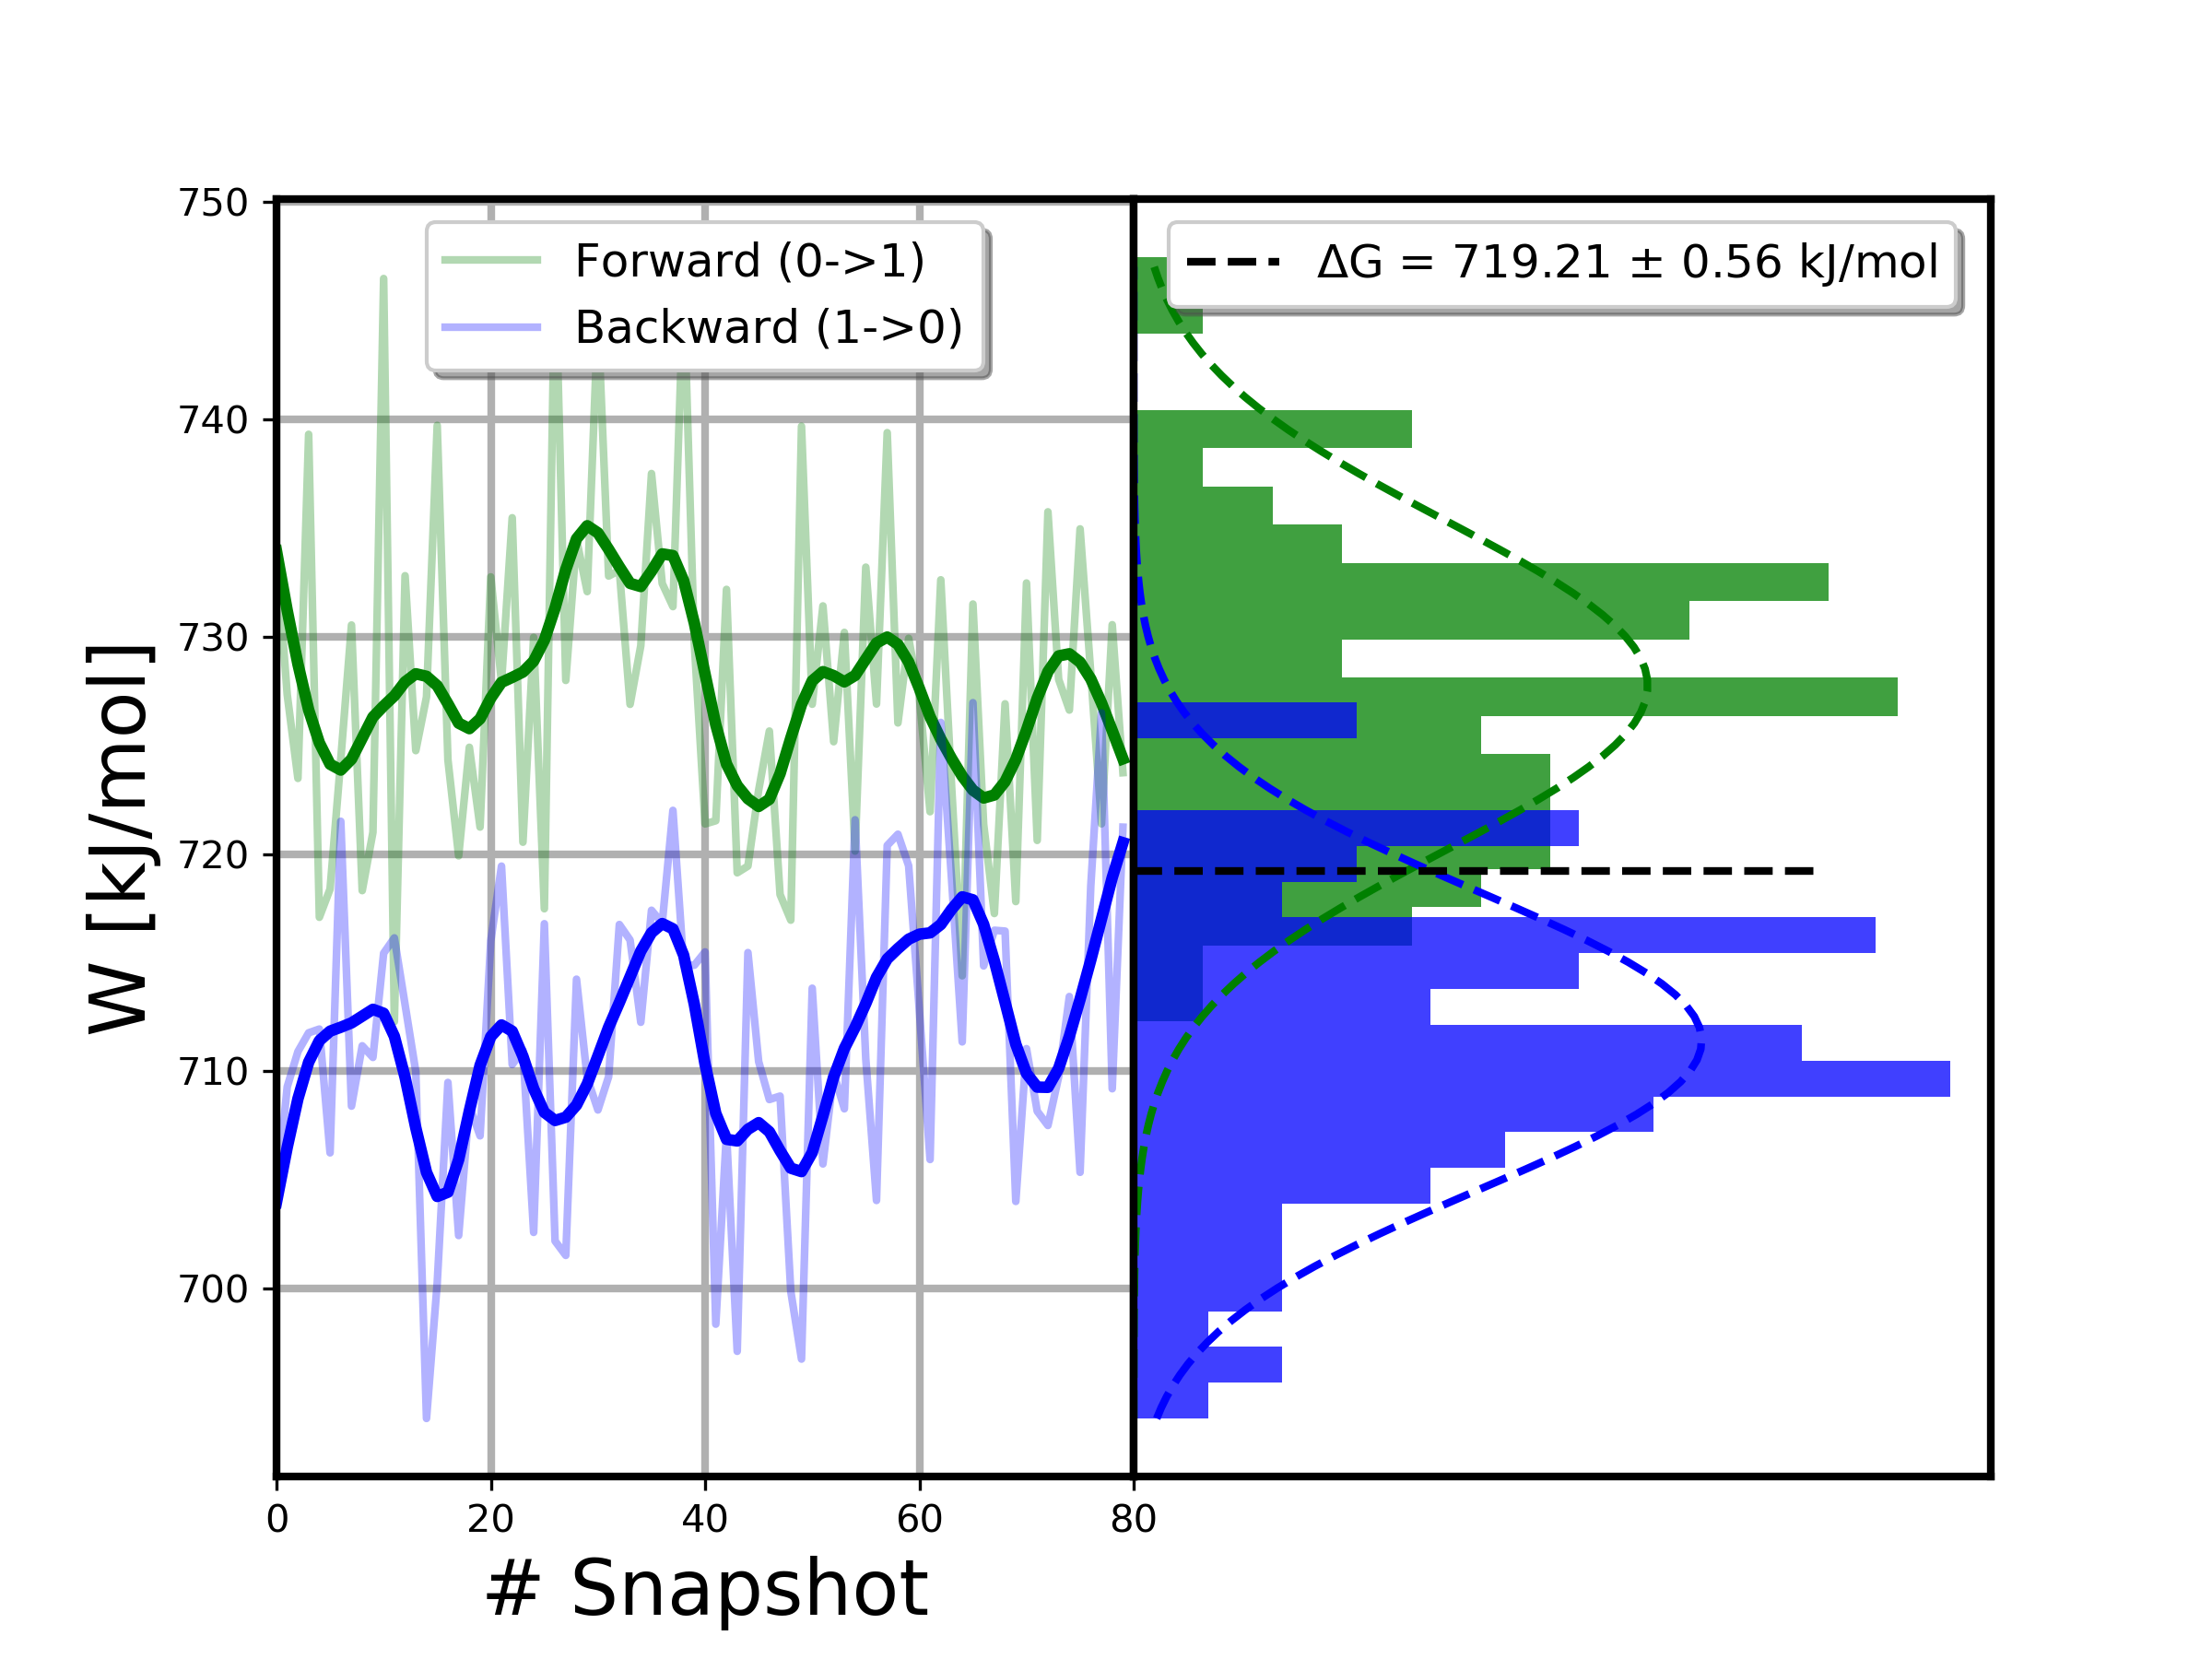 Forward (0->1)
Backward (1->0)
ΔG = 719.21 ± 0.56 kJ/mol
W [kJ/mol]
750
740
730
720
710
700
0
20
40
60
80
# Snapshot